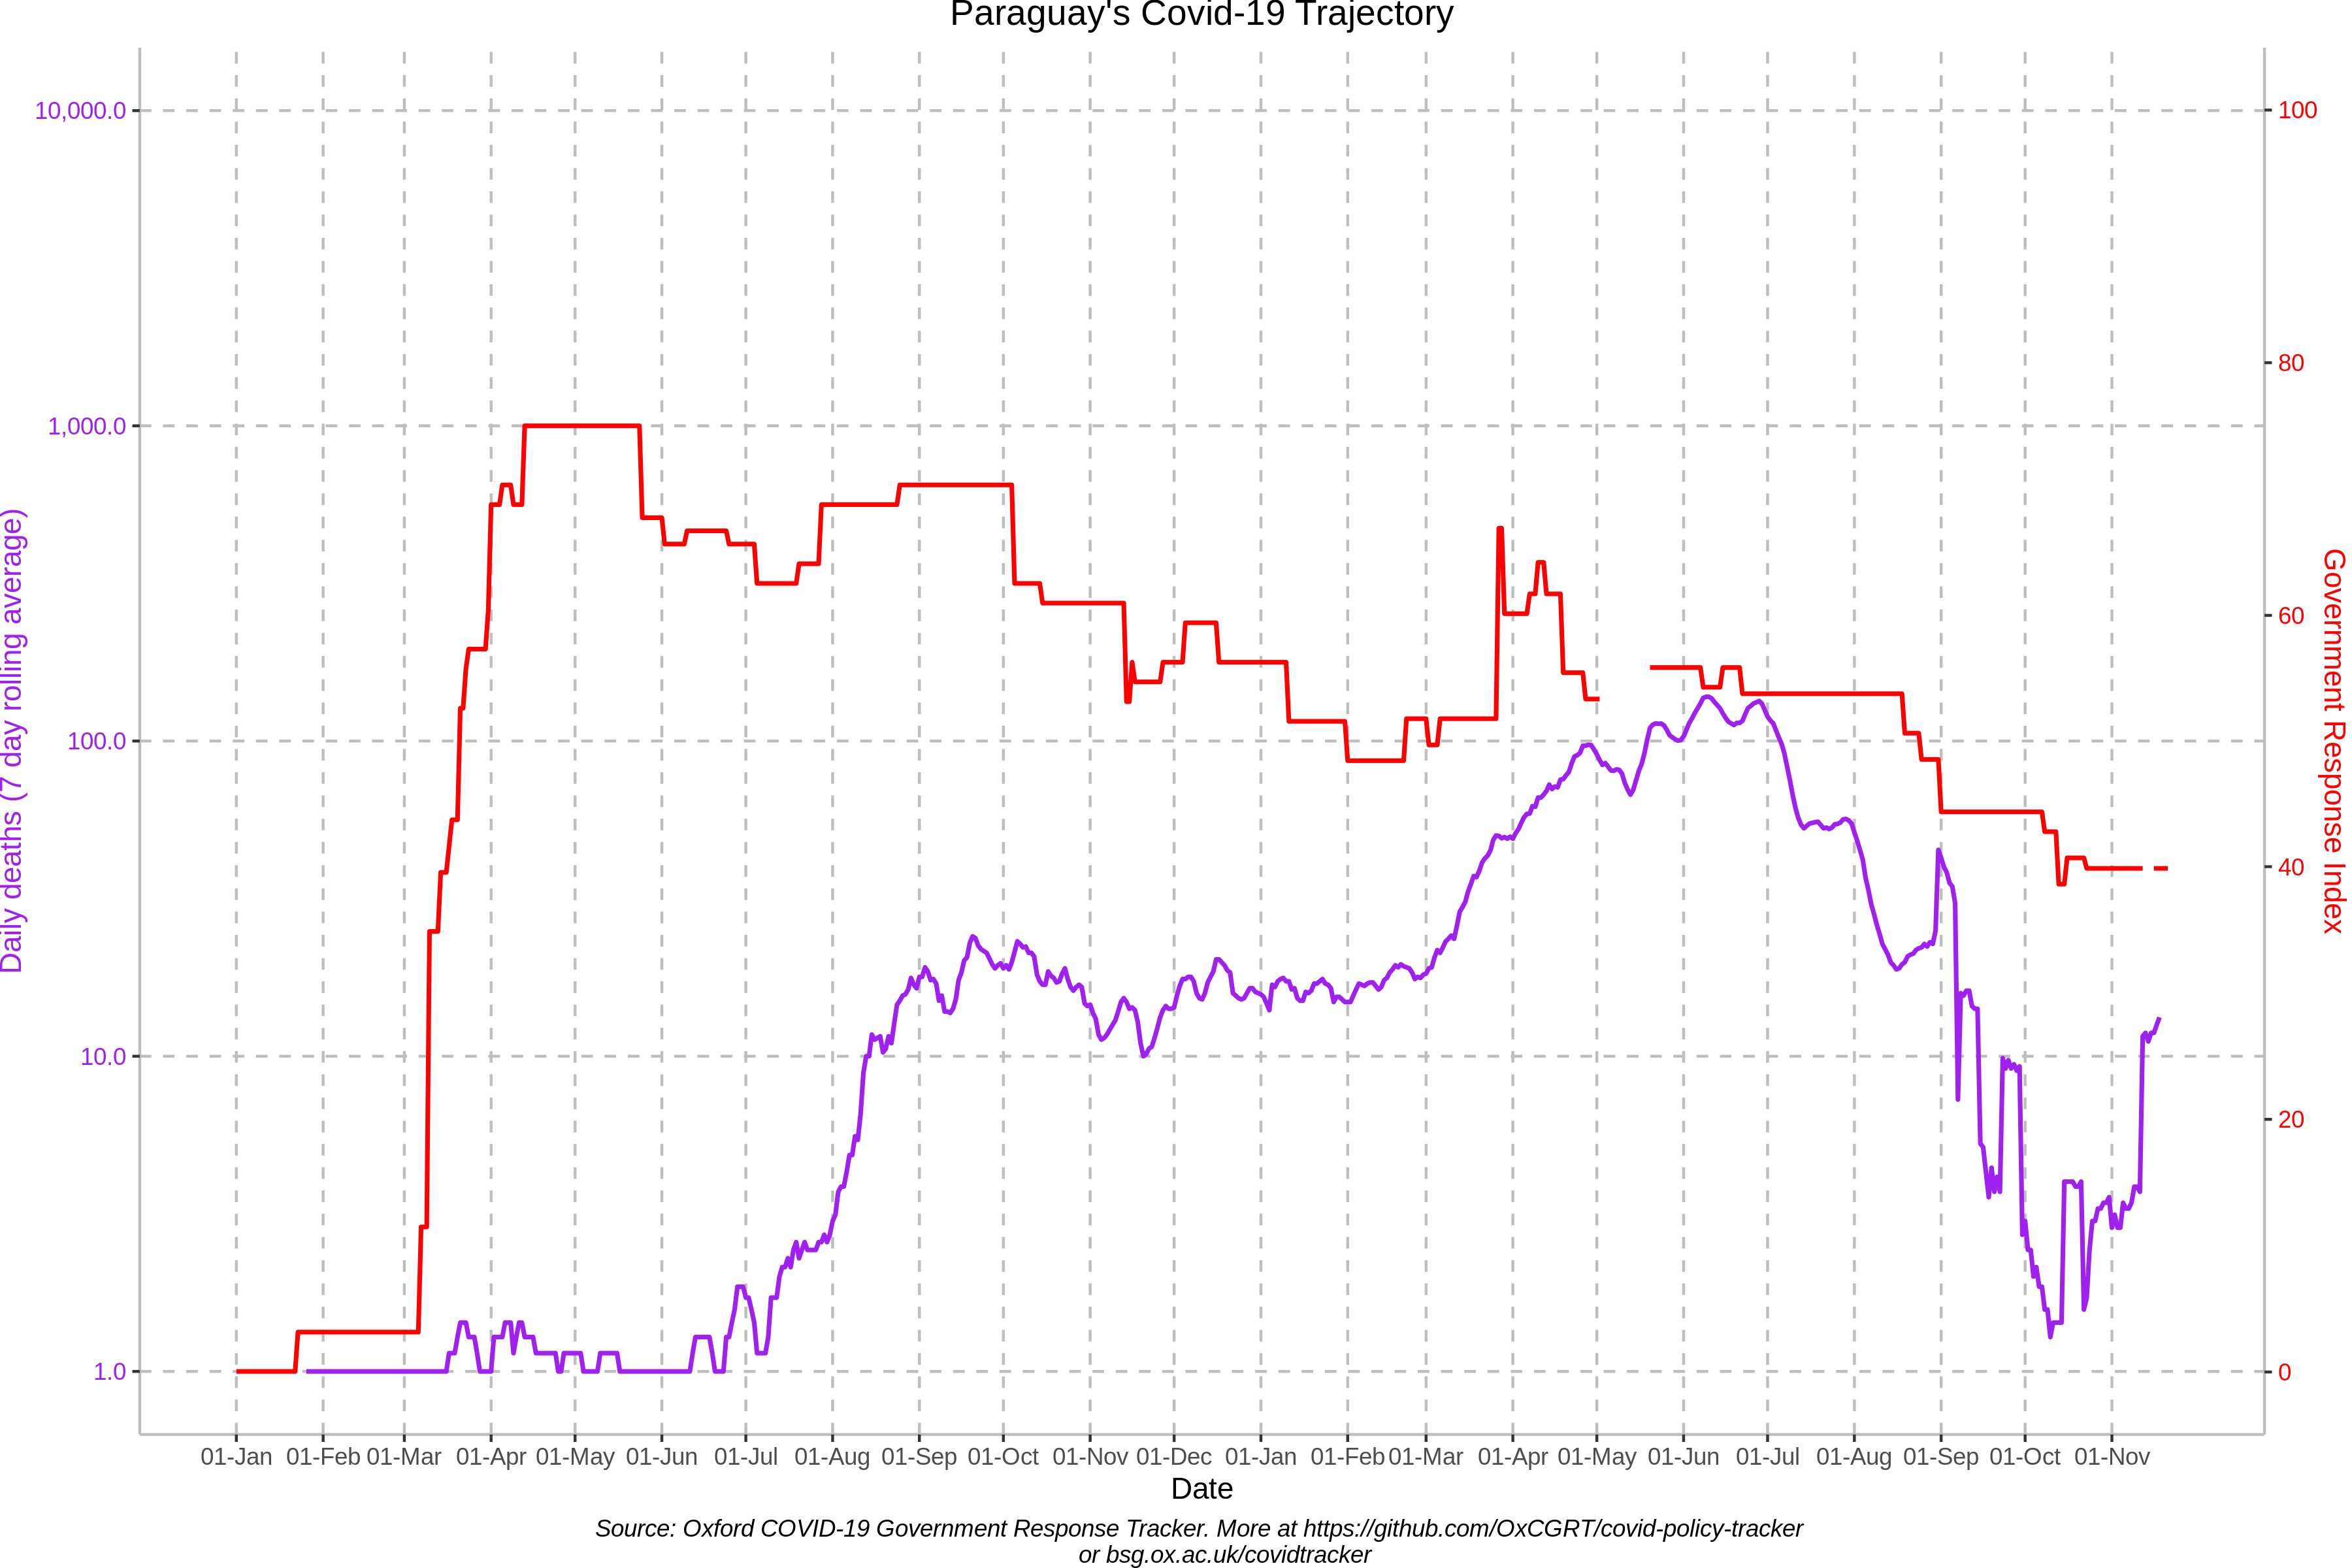 Paraguay's Covid-19 Trajectory
Daily deaths (7 day rolling average)
10,000.0
1,000.0
100.0
10.0
1.0
100
80
60
40
20
0
Government Response Index
01-Jan 01-Feb 01-Mar 01-Apr 01-May 01-Jun 01-Jul 01-Aug 01-Sep 01-Oct 01-Nov 01-Dec 01-Jan 01-Feb 01-Mar 01-Apr 01-May 01-Jun 01-Jul 01-Aug 01-Sep 01-Oct 01-Nov
Date
Source: Oxford COVID-19 Government Response Tracker. More at https://github.com/OxCGRT/covid-policy-tracker
or bsg.ox.ac.uk/covidtracker